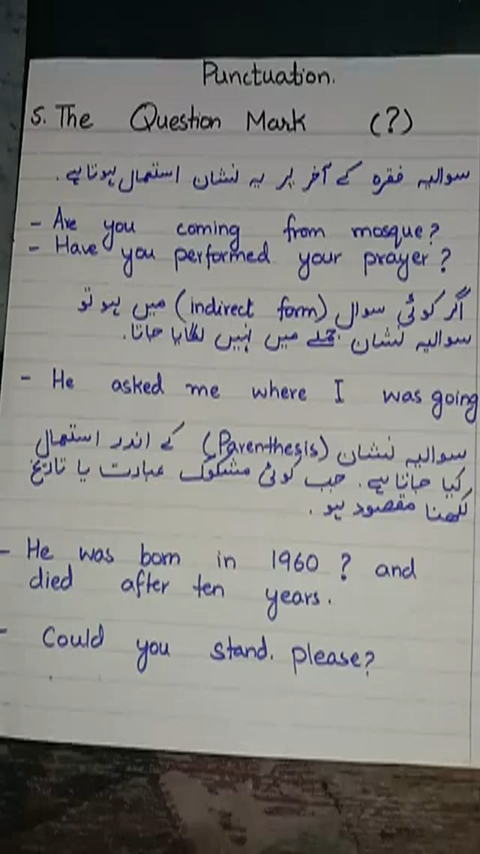 Punctuation.
5. The Question Mark (?)
سوالیہ فقرہ کے آخر پر یہ نشان استعمال ہوتا ہے.
- Are you coming from mosque?
- Have you performed your prayer?
اگر کوئی سوال (indirect form) میں ہو تو
سوالیہ نشان جملے میں نہیں لگایا جاتا.
- He asked me where I was going
سوالیہ نشان (Parenthesis) کے اندر استعمال
کیا جاتا ہے. جب کوئی مشکوک عبارت یا تاریخ
لکھنا مقصود ہو.
- He was born in 1960 ? and
died after ten years.
- Could you stand. please?